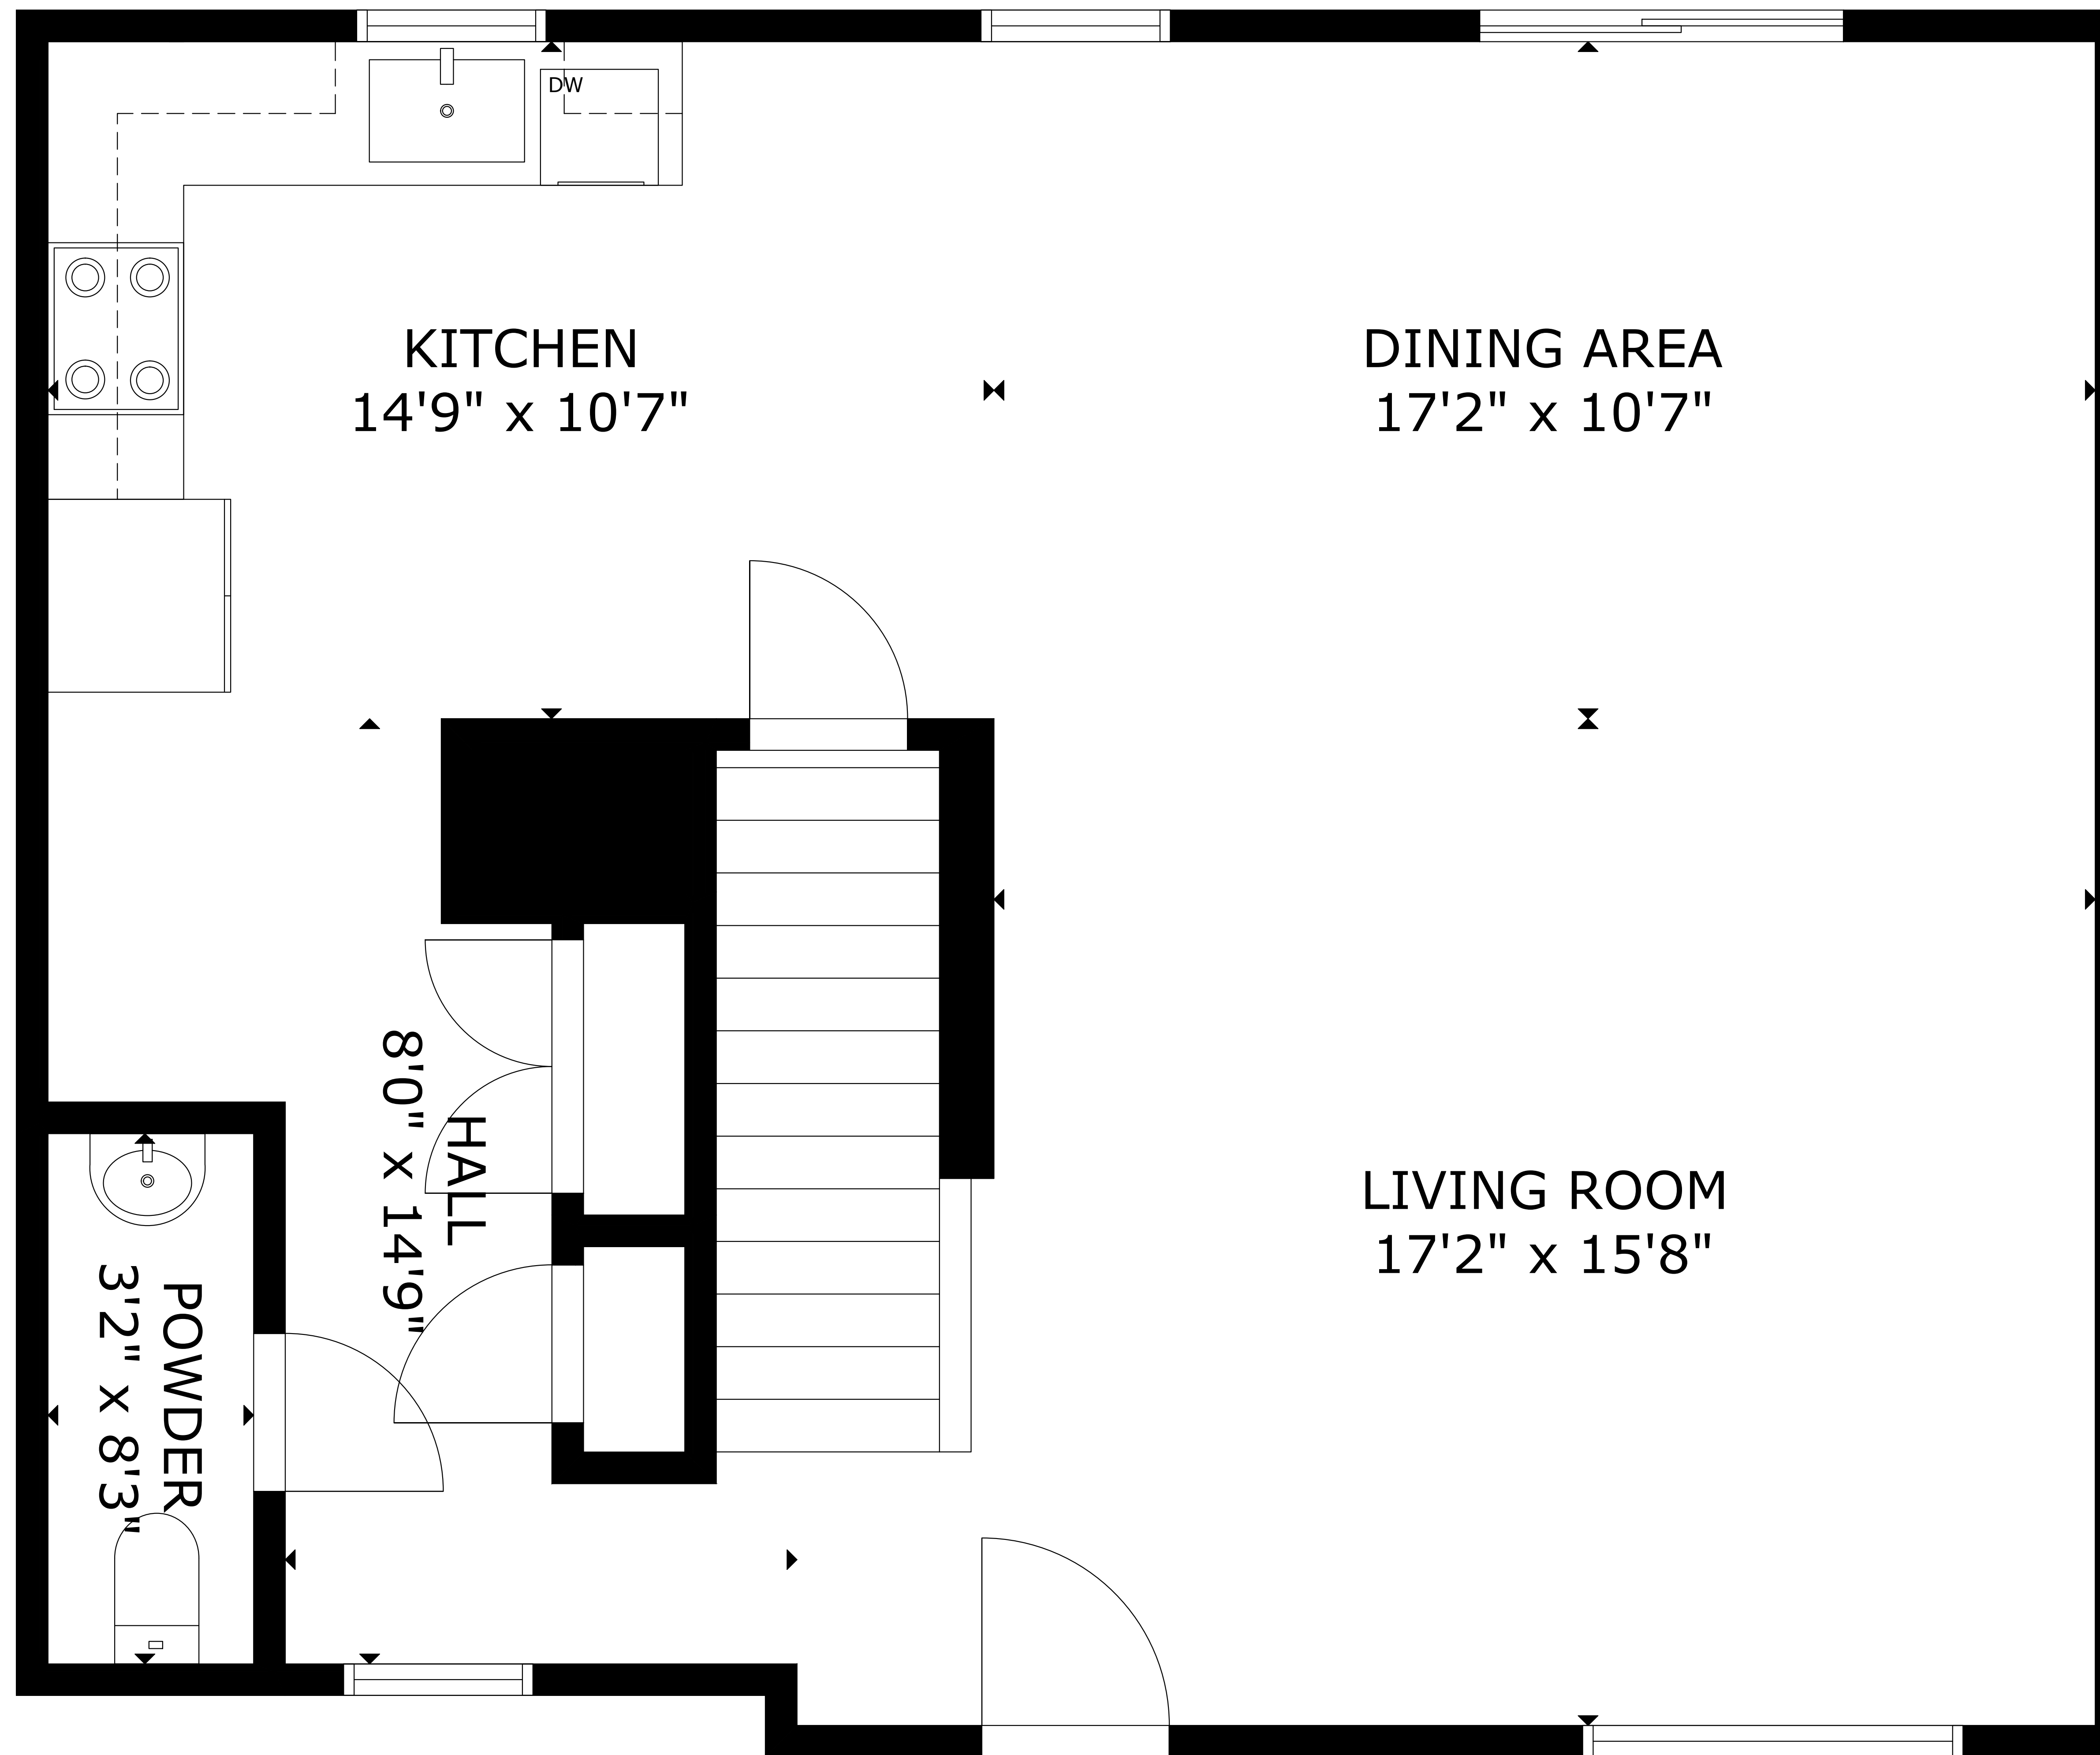 DW
KITCHEN
14'9" x 10'7"
DINING AREA
17'2" x 10'7"
HALL
8'0" x 14'9"
LIVING ROOM
17'2" x 15'8"
POWDER
3'2" x 8'3"